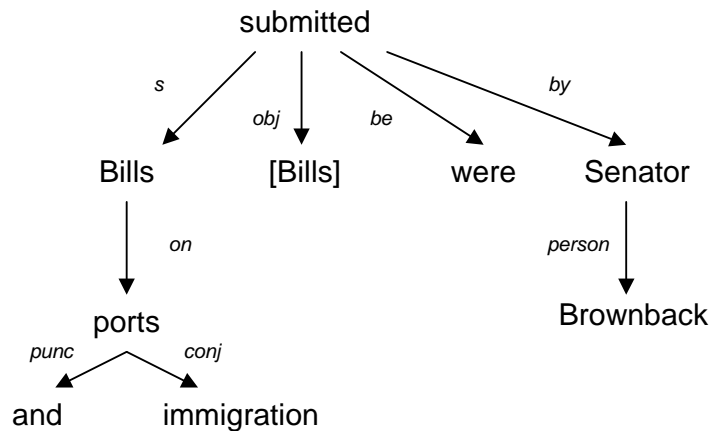 submitted
s
obj
be
by
Bills
[Bills]
were
Senator
on
person
ports
Brownback
punc
conj
and
immigration